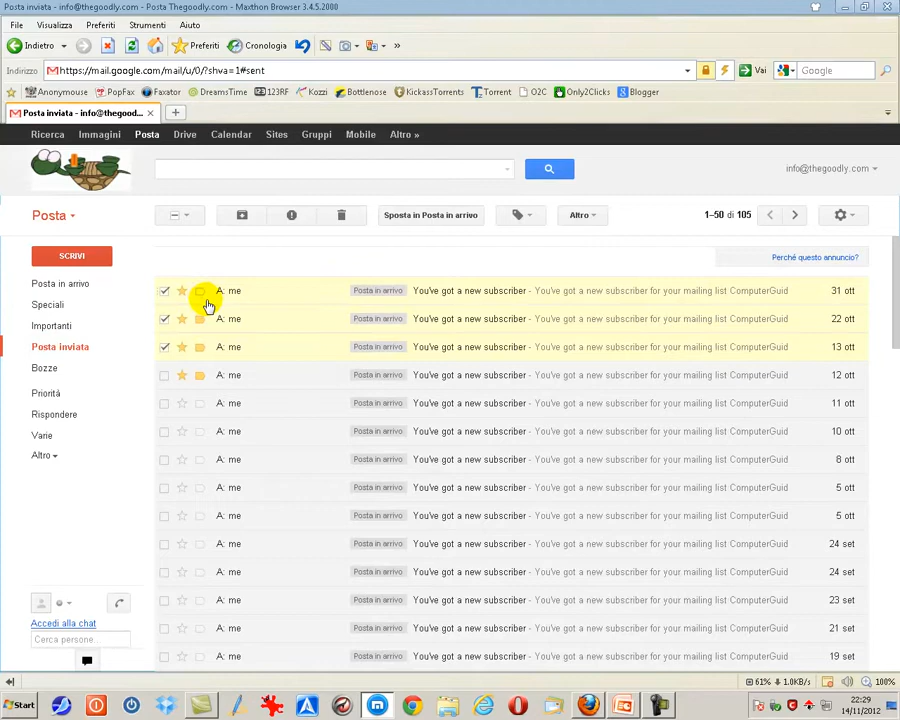 Posta inviata - info@thegoodly.com - Posta Thegoodly.com - Maxthon Browser 3.4.5.2000
File Visualizza Preferiti Strumenti Aiuto
Indietro Preferiti Cronologia »
Indirizzo https://mail.google.com/mail/u/0/?shva=1#sent Vai Google
Anonymouse PopFax Faxator DreamsTime 123RF Kozzi Bottlenose KickassTorrents Torrent O2C Only2Clicks Blogger
Posta inviata - info@thegood... × +
Ricerca Immagini Posta Drive Calendar Sites Gruppi Mobile Altro »
info@thegoodly.com
Posta Sposta in Posta in arrivo Altro 1–50 di 105
SCRIVI Perché questo annuncio?
Posta in arrivo
Speciali
Importanti
Posta inviata
Bozze
Priorità
Rispondere
Varie
Altro
A: me Posta in arrivo You've got a new subscriber - You've got a new subscriber for your mailing list ComputerGuid 31 ott
A: me Posta in arrivo You've got a new subscriber - You've got a new subscriber for your mailing list ComputerGuid 22 ott
A: me Posta in arrivo You've got a new subscriber - You've got a new subscriber for your mailing list ComputerGuid 13 ott
A: me Posta in arrivo You've got a new subscriber - You've got a new subscriber for your mailing list ComputerGuid 12 ott
A: me Posta in arrivo You've got a new subscriber - You've got a new subscriber for your mailing list ComputerGuid 11 ott
A: me Posta in arrivo You've got a new subscriber - You've got a new subscriber for your mailing list ComputerGuid 10 ott
A: me Posta in arrivo You've got a new subscriber - You've got a new subscriber for your mailing list ComputerGuid 8 ott
A: me Posta in arrivo You've got a new subscriber - You've got a new subscriber for your mailing list ComputerGuid 5 ott
A: me Posta in arrivo You've got a new subscriber - You've got a new subscriber for your mailing list ComputerGuid 5 ott
A: me Posta in arrivo You've got a new subscriber - You've got a new subscriber for your mailing list ComputerGuid 24 set
A: me Posta in arrivo You've got a new subscriber - You've got a new subscriber for your mailing list ComputerGuid 24 set
A: me Posta in arrivo You've got a new subscriber - You've got a new subscriber for your mailing list ComputerGuid 23 set
A: me Posta in arrivo You've got a new subscriber - You've got a new subscriber for your mailing list ComputerGuid 21 set
A: me Posta in arrivo You've got a new subscriber - You've got a new subscriber for your mailing list ComputerGuid 19 set
Accedi alla chat
Cerca persone...
61% 1.0KB/s 100%
Start 22:29
14/11/2012